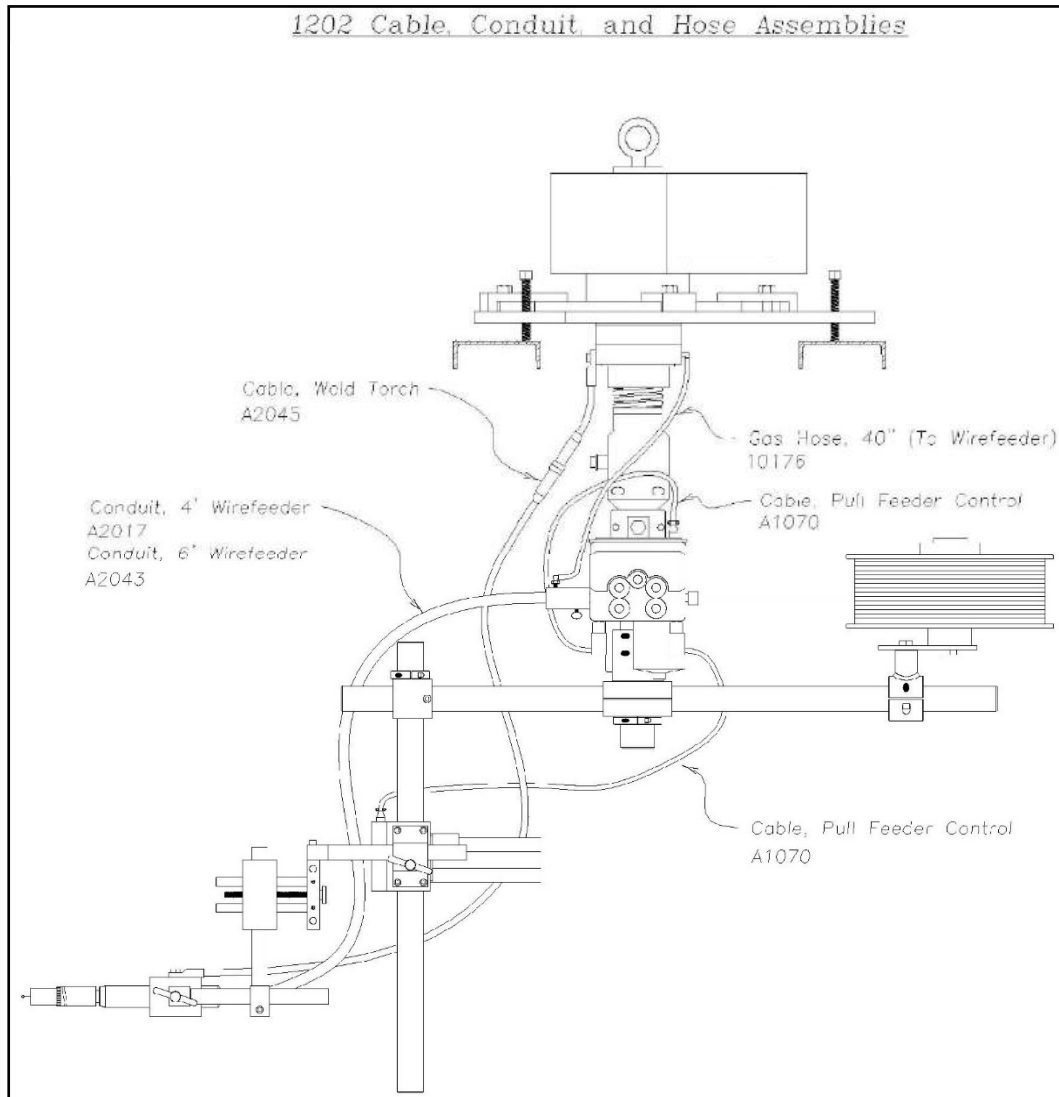 1202 Cable, Conduit, and Hose Assemblies
Cable, Weld Torch
A2045
Gas Hose, 40" (To Wirefeeder)
10176
Conduit, 4' Wirefeeder
A2017
Conduit, 6' Wirefeeder
A2043
Cable, Pull Feeder Control
A1070
Cable, Pull Feeder Control
A1070